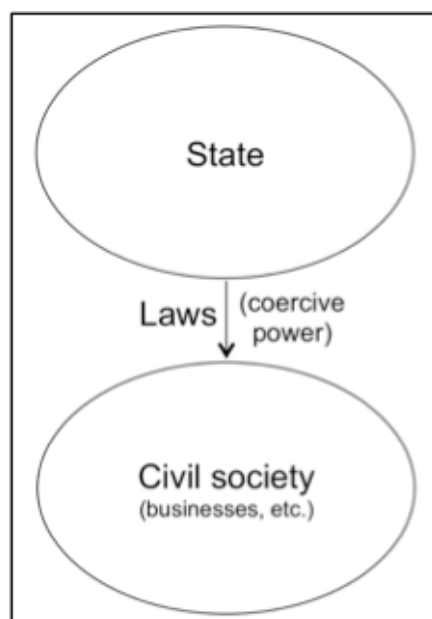 State
Laws
(coercive
power)
Civil society
(businesses, etc.)